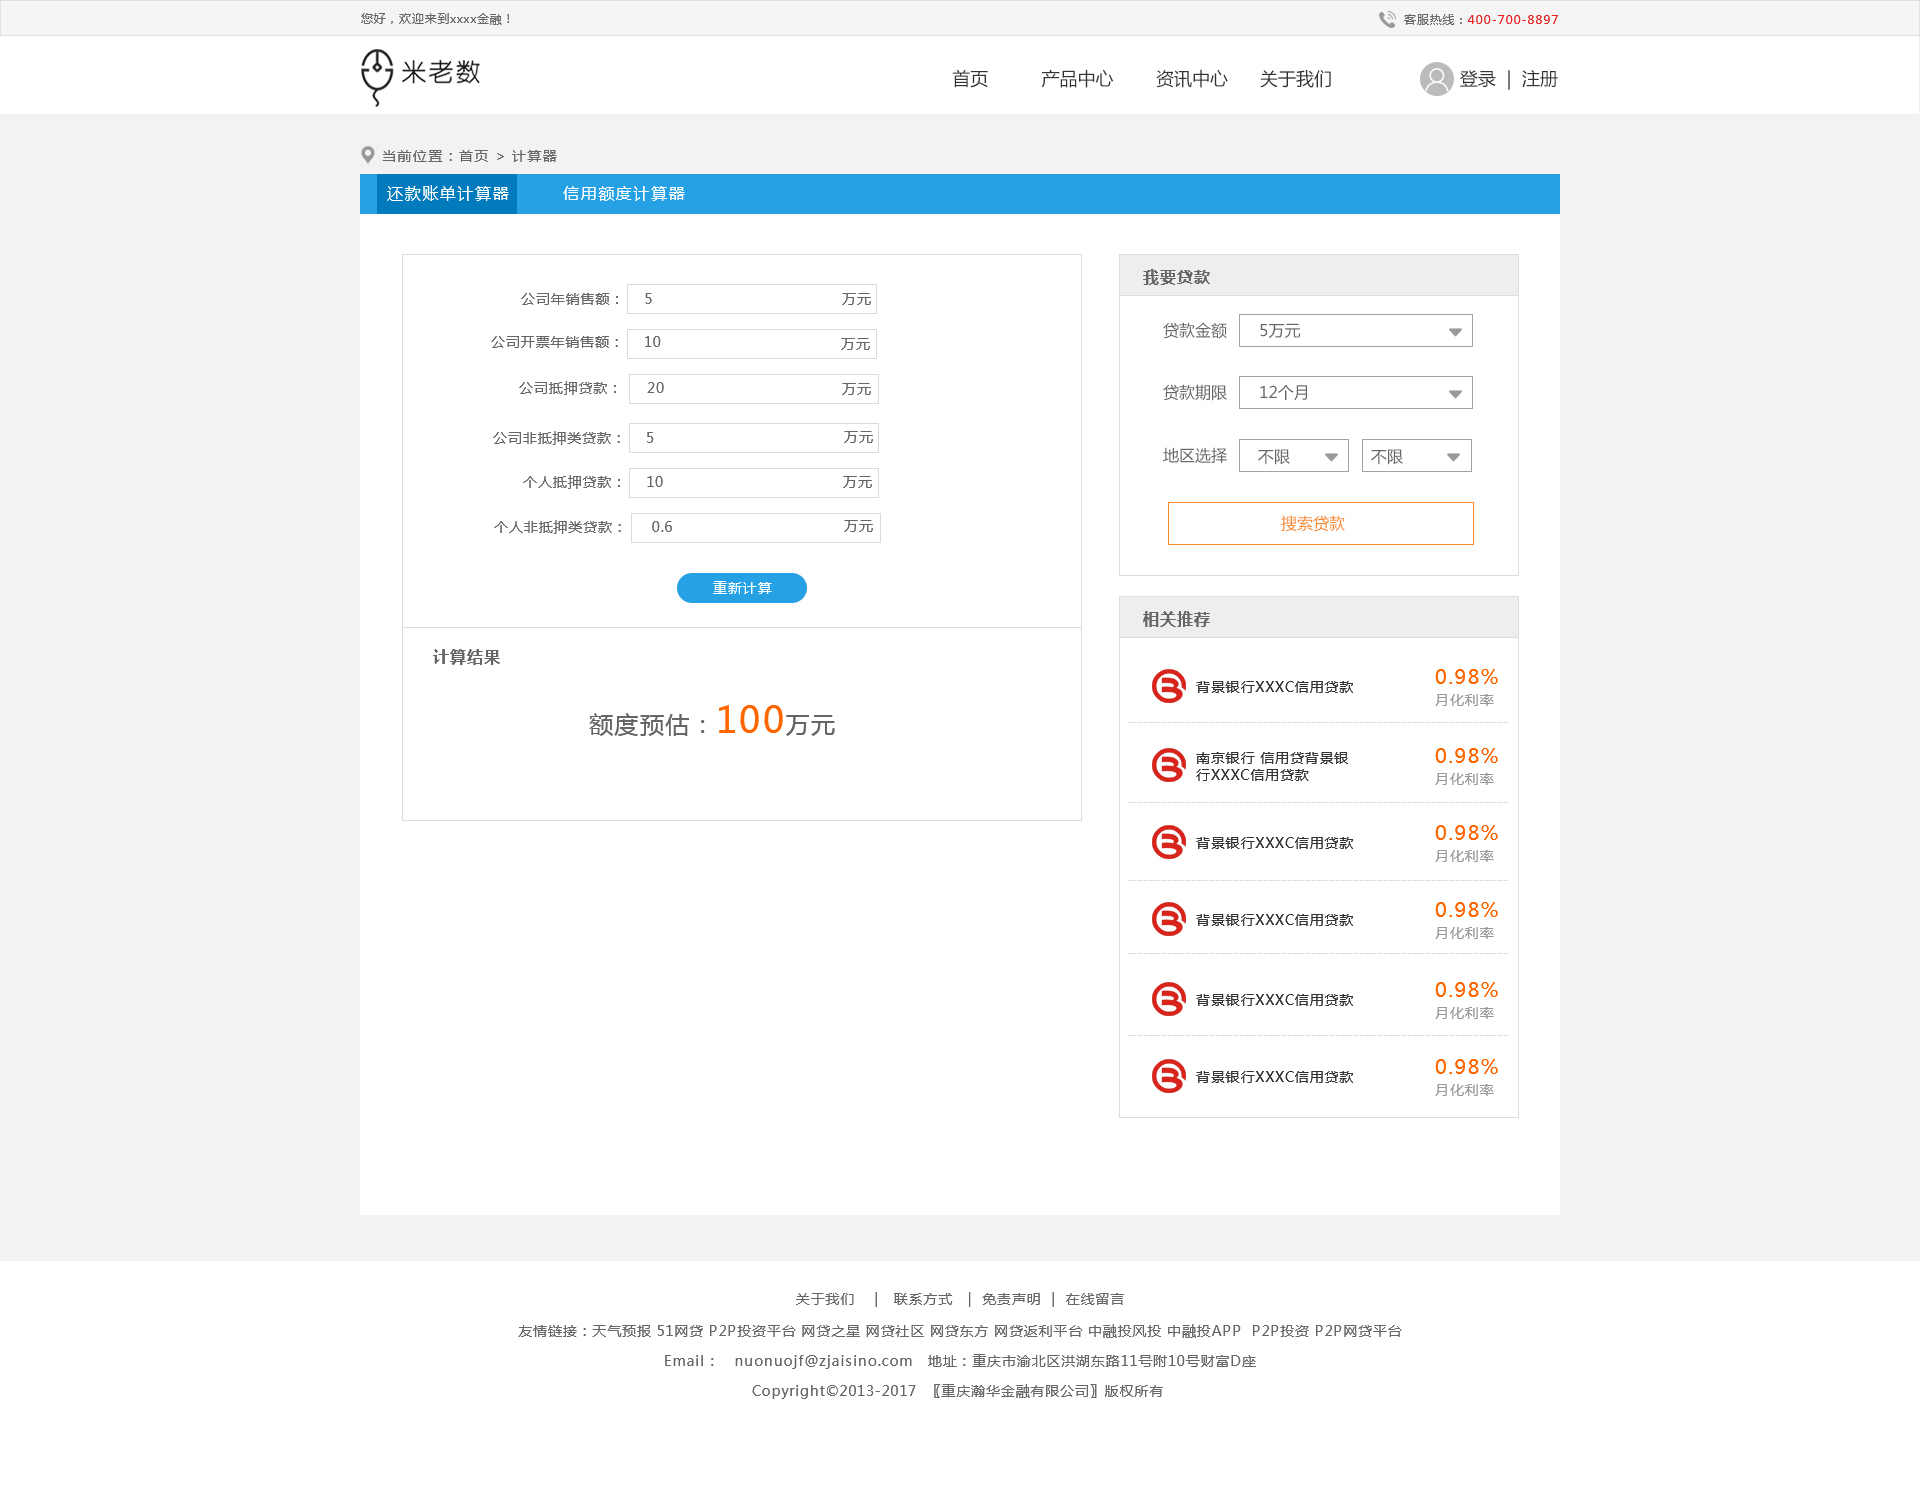 您好，欢迎来到xxxx金融！
客服热线：400-700-8897
米老数
首页 产品中心 资讯中心 关于我们
登录 | 注册
当前位置：首页 > 计算器
还款账单计算器 信用额度计算器
公司年销售额： 5 万元
公司开票年销售额： 10 万元
公司抵押贷款： 20 万元
公司非抵押类贷款： 5 万元
个人抵押贷款： 10 万元
个人非抵押类贷款： 0.6 万元
重新计算
计算结果
额度预估：100万元
我要贷款
贷款金额 5万元
贷款期限 12个月
地区选择 不限 不限
搜索贷款
相关推荐
背景银行XXXC信用贷款 0.98%
月化利率
南京银行 信用贷背景银
行XXXC信用贷款
0.98%
月化利率
背景银行XXXC信用贷款 0.98%
月化利率
背景银行XXXC信用贷款 0.98%
月化利率
背景银行XXXC信用贷款 0.98%
月化利率
背景银行XXXC信用贷款 0.98%
月化利率
关于我们 | 联系方式 | 免责声明 | 在线留言
友情链接：天气预报 51网贷 P2P投资平台 网贷之星 网贷社区 网贷东方 网贷返利平台 中融投风投 中融投APP P2P投资 P2P网贷平台
Email： nuonuojf@zjaisino.com 地址：重庆市渝北区洪湖东路11号附10号财富D座
Copyright©2013-2017 〖重庆瀚华金融有限公司〗版权所有